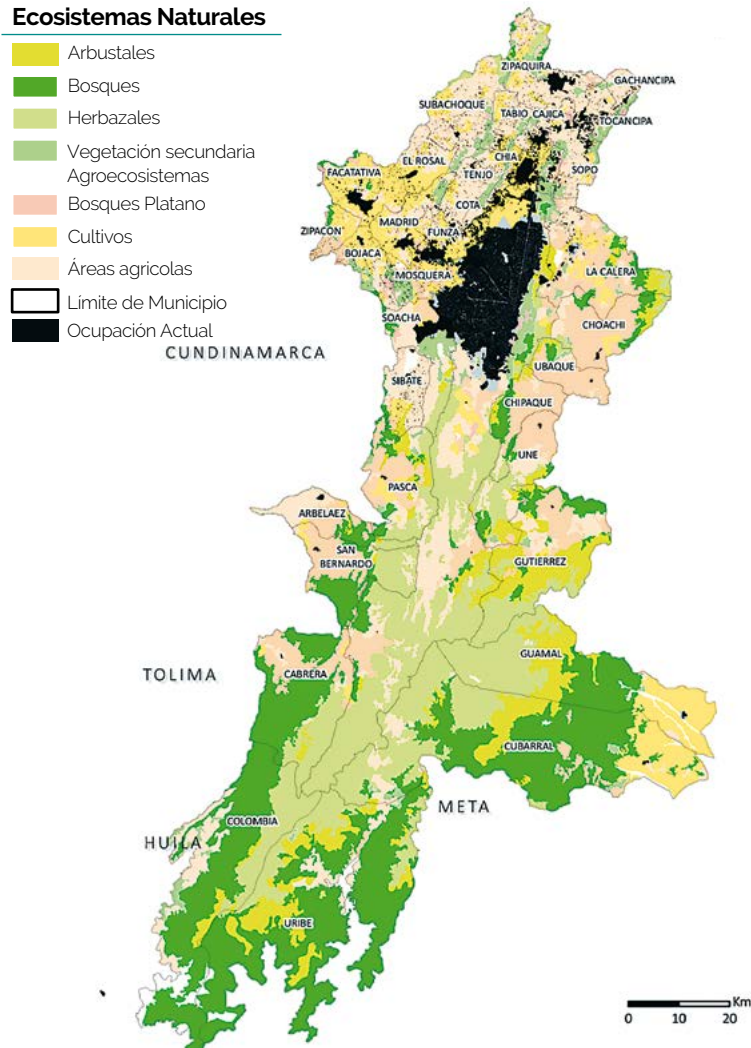 Ecosistemas Naturales
Arbustales
Bosques
Herbazales
Vegetación secundaria
Agroecosistemas
Bosques Platano
Cultivos
Áreas agricolas
Límite de Municipio
Ocupación Actual
ZIPAQUIRA
GACHANCIPA
SUBACHOQUE
TABIO
CAJICA
TOCANCIPA
EL ROSAL
CHIA
FACATATIVA
TENJO
SOPO
COTA
MADRID
ZIPACON
FUNZA
BOJACA
MOSQUERA
LA CALERA
SOACHA
CHOACHI
CUNDINAMARCA
UBAQUE
SIBATE
CHIPAQUE
UNE
PASCA
ARBELAEZ
SAN
BERNARDO
GUTIERREZ
GUAMAL
TOLIMA
CABRERA
CUBARRAL
META
COLOMBIA
HUILA
URIBE
Km
0 10 20